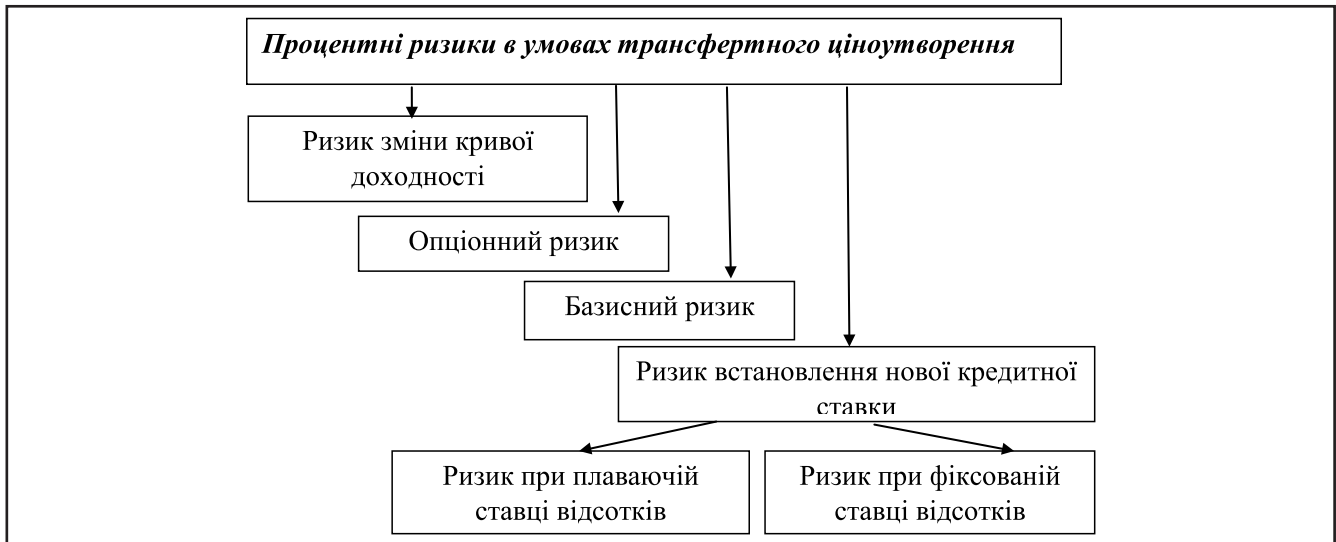 Процентні ризики в умовах трансфертного ціноутворення
Ризик зміни кривої
доходності
Опціонний ризик
Базисний ризик
Ризик встановлення нової кредитної
ставки
Ризик при плаваючій
ставці відсотків
Ризик при фіксованій
ставці відсотків